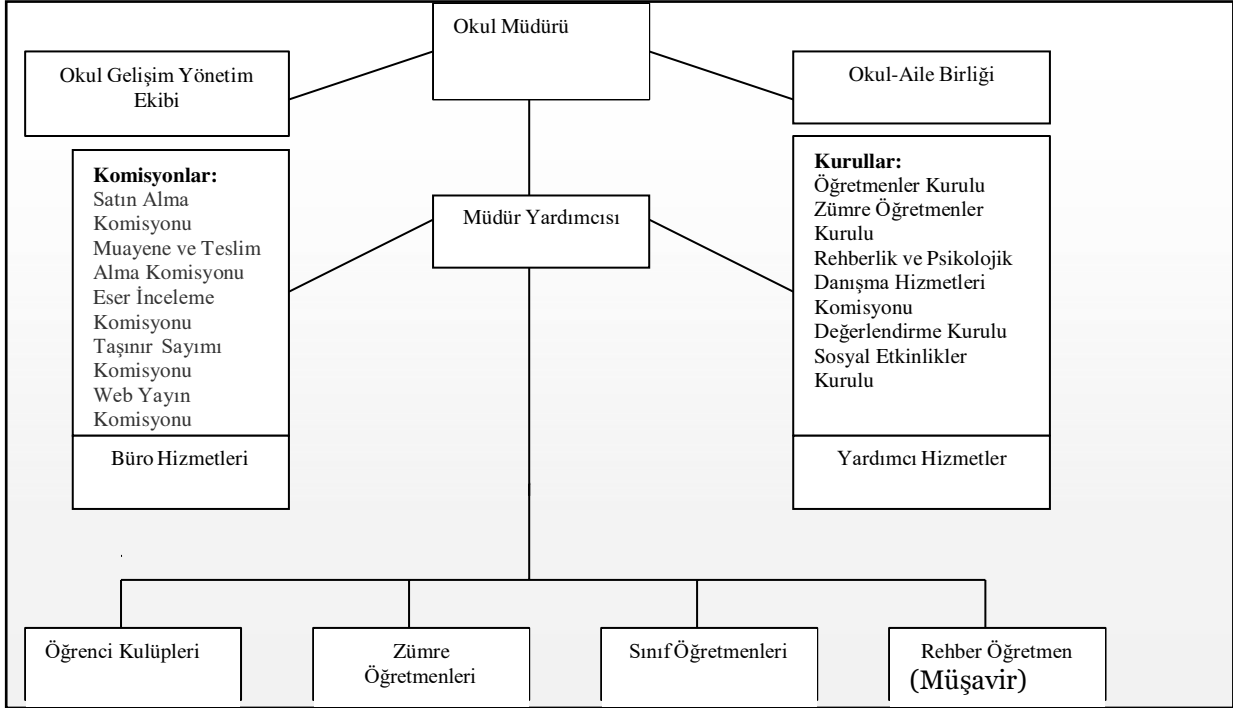 Okul Müdürü
Okul Gelişim Yönetim
Ekibi
Okul-Aile Birliği
Komisyonlar:
Satın Alma
Komisyonu
Muayene ve Teslim
Alma Komisyonu
Eser İnceleme
Komisyonu
Taşınır Sayımı
Komisyonu
Web Yayın
Komisyonu
Müdür Yardımcısı
Kurullar:
Öğretmenler Kurulu
Zümre Öğretmenler
Kurulu
Rehberlik ve Psikolojik
Danışma Hizmetleri
Komisyonu
Değerlendirme Kurulu
Sosyal Etkinlikler
Kurulu
Büro Hizmetleri
Yardımcı Hizmetler
Öğrenci Kulüpleri
Zümre
Öğretmenleri
Sınıf Öğretmenleri
Rehber Öğretmen
(Müşavir)